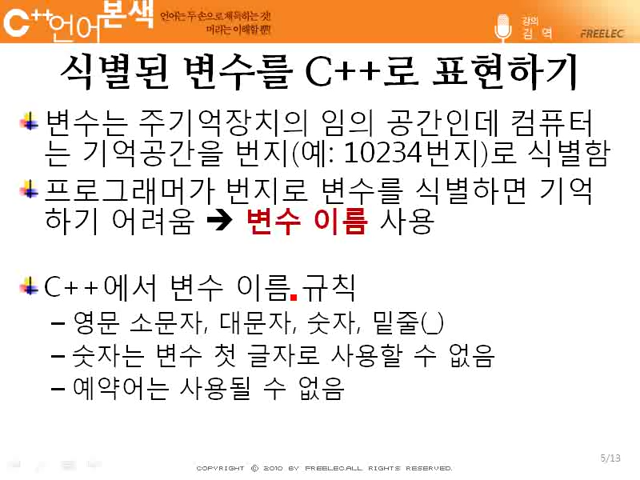 C++언어본색 언어는 두 손으로 체득하는 것!
머리는 이해할 뿐!
강의
김 역
FREELEC
식별된 변수를 C++로 표현하기
변수는 주기억장치의 임의 공간인데 컴퓨터
는 기억공간을 번지(예: 10234번지)로 식별함
프로그래머가 번지로 변수를 식별하면 기억
하기 어려움 ➔ 변수 이름 사용
C++에서 변수 이름 규칙
– 영문 소문자, 대문자, 숫자, 밑줄(_)
– 숫자는 변수 첫 글자로 사용할 수 없음
– 예약어는 사용될 수 없음
5/13
COPYRIGHT © 2010 BY FREELEC.ALL RIGHTS RESERVED.